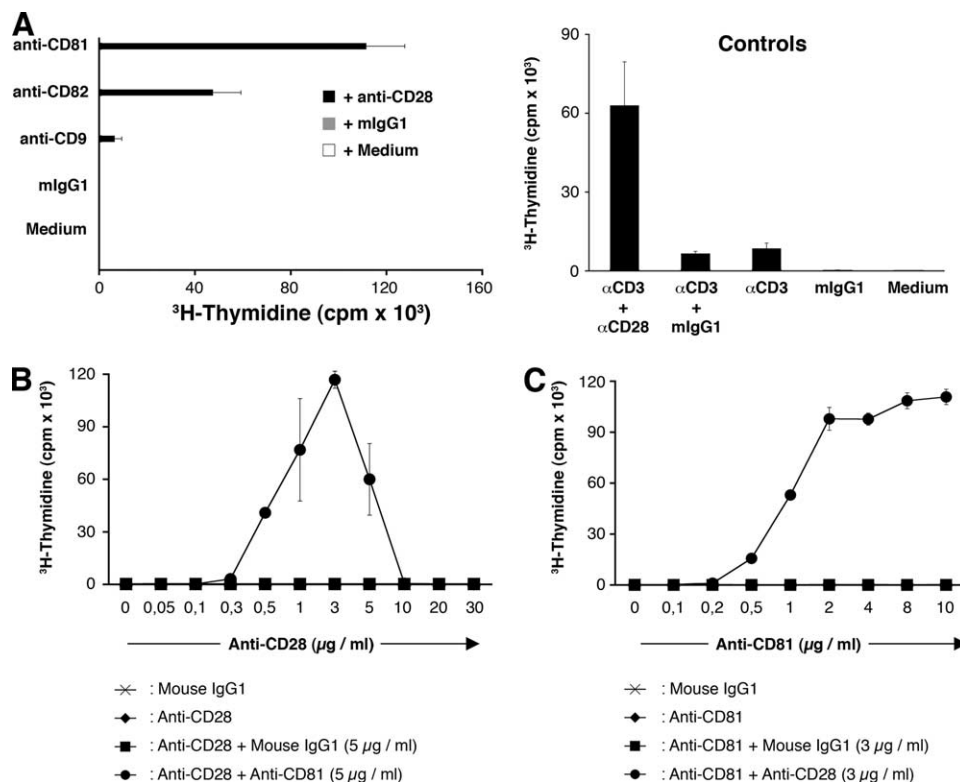 A
anti-CD81
anti-CD82
anti-CD9
mIgG1
Medium
+ anti-CD28
+ mIgG1
+ Medium
0 40 80 120 160
³H-Thymidine (cpm x 10³)
Controls
³H-Thymidine (cpm x 10³)
90
60
30
0
αCD3 αCD3 αCD3 mIgG1 Medium
+ +
αCD28 mIgG1
B
³H-Thymidine (cpm x 10³)
120
90
60
30
0
0 0,05 0,1 0,3 0,5 1 3 5 10 20 30
Anti-CD28 (µg / ml)
: Mouse IgG1
: Anti-CD28
: Anti-CD28 + Mouse IgG1 (5 µg / ml)
: Anti-CD28 + Anti-CD81 (5 µg / ml)
C
³H-Thymidine (cpm x 10³)
120
90
60
30
0
0 0,1 0,2 0,5 1 2 4 8 10
Anti-CD81 (µg / ml)
: Mouse IgG1
: Anti-CD81
: Anti-CD81 + Mouse IgG1 (3 µg / ml)
: Anti-CD81 + Anti-CD28 (3 µg / ml)